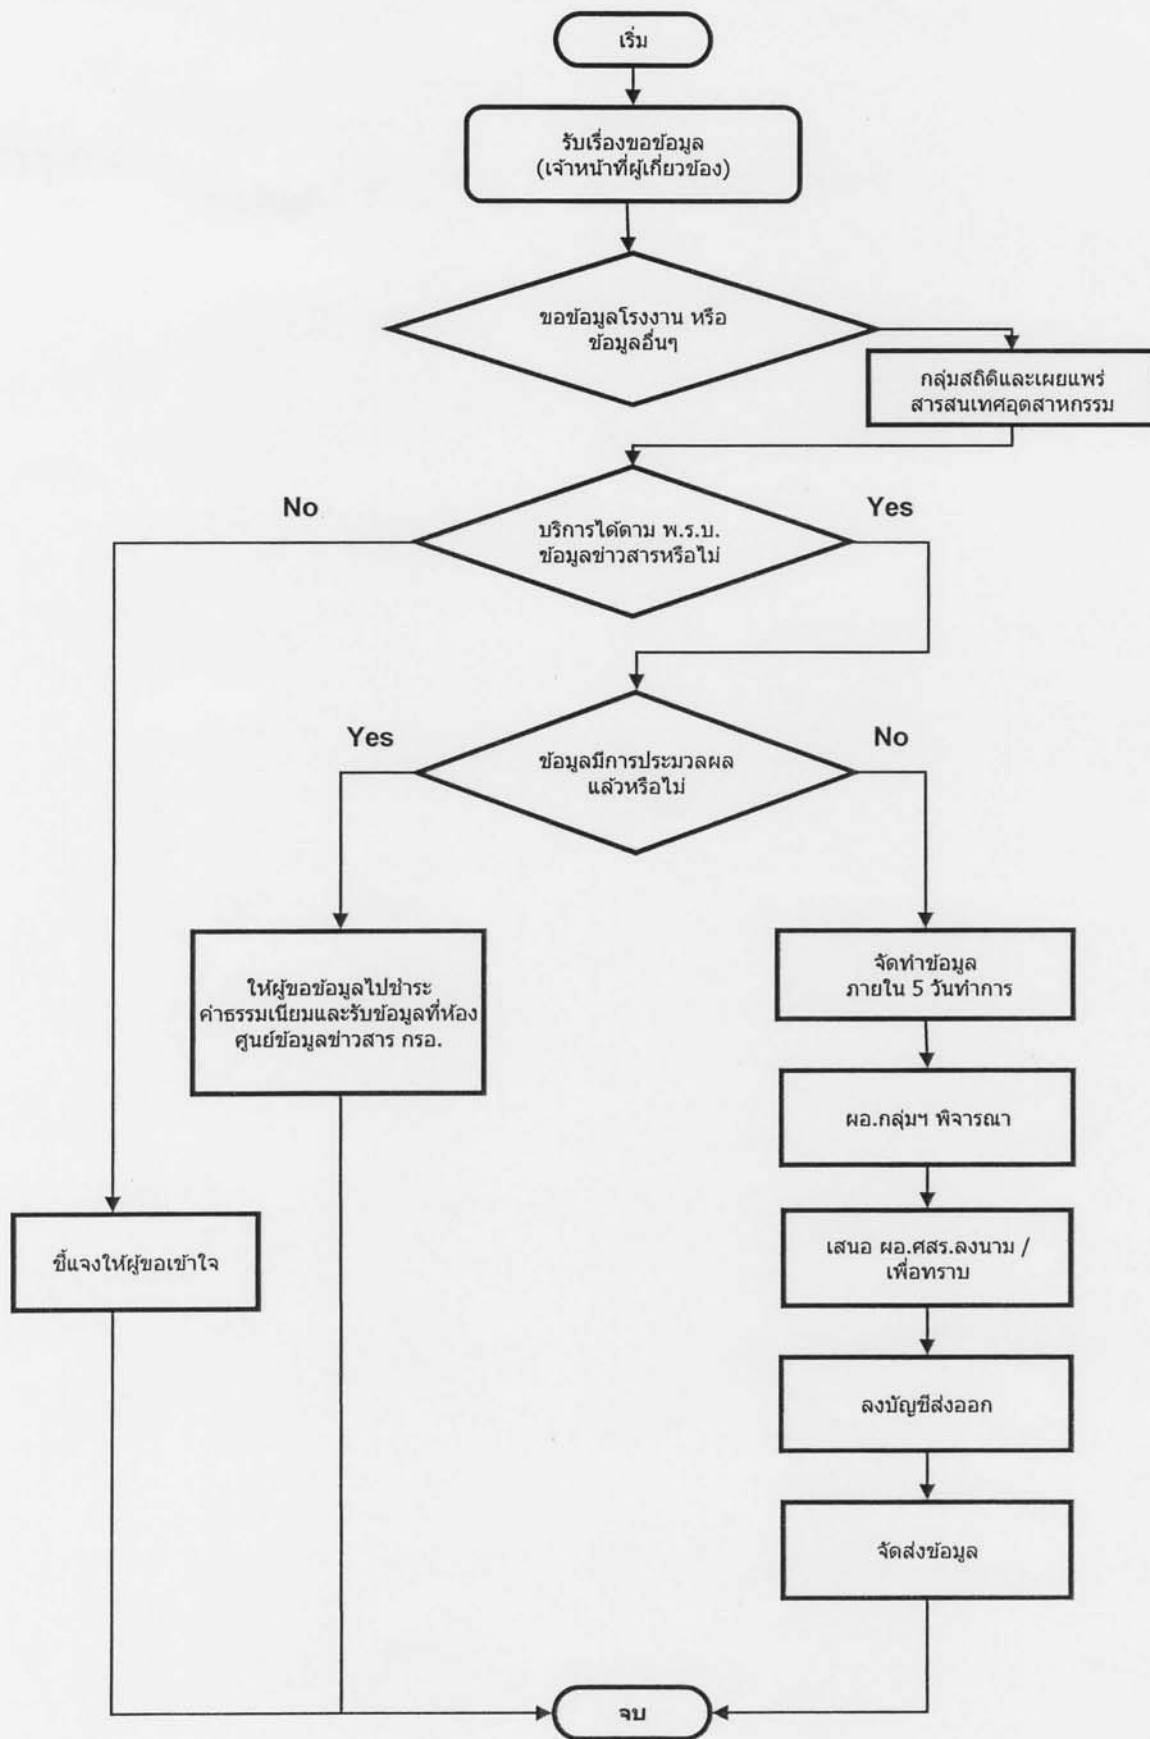 เริ่ม
รับเรื่องขอข้อมูล
(เจ้าหน้าที่ผู้เกี่ยวข้อง)
ขอข้อมูลโรงงาน หรือ
ข้อมูลอื่นๆ
กลุ่มสถิติและเผยแพร่
สารสนเทศอุตสาหกรรม
No
Yes
บริการได้ตาม พ.ร.บ.
ข้อมูลข่าวสารหรือไม่
Yes
No
ข้อมูลมีการประมวลผล
แล้วหรือไม่
ให้ผู้ขอข้อมูลไปชำระ
ค่าธรรมเนียมและรับข้อมูลที่ห้อง
ศูนย์ข้อมูลข่าวสาร กรอ.
จัดทำข้อมูล
ภายใน 5 วันทำการ
ผอ.กลุ่มฯ พิจารณา
ชี้แจงให้ผู้ขอเข้าใจ
เสนอ ผอ.ศสร.ลงนาม /
เพื่อทราบ
ลงบัญชีส่งออก
จัดส่งข้อมูล
จบ